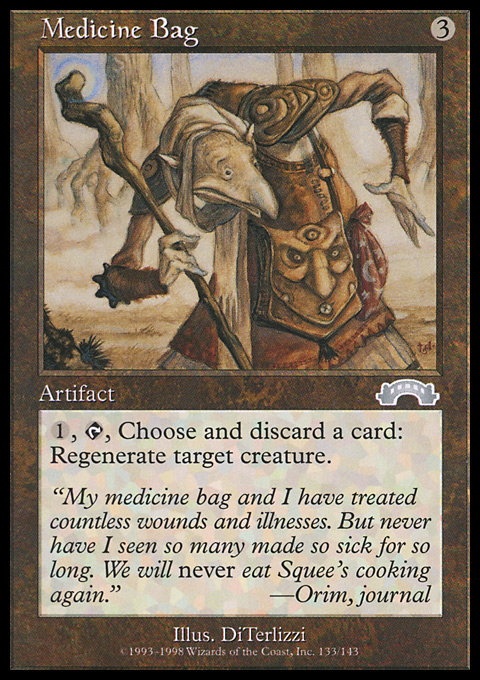 Medicine Bag 3
Artifact
1, , Choose and discard a card:
Regenerate target creature.
“My medicine bag and I have treated
countless wounds and illnesses. But never
have I seen so many made so sick for so
long. We will never eat Squee’s cooking
again.” —Orim, journal
Illus. DiTerlizzi
©1993-1998 Wizards of the Coast, Inc. 133/143